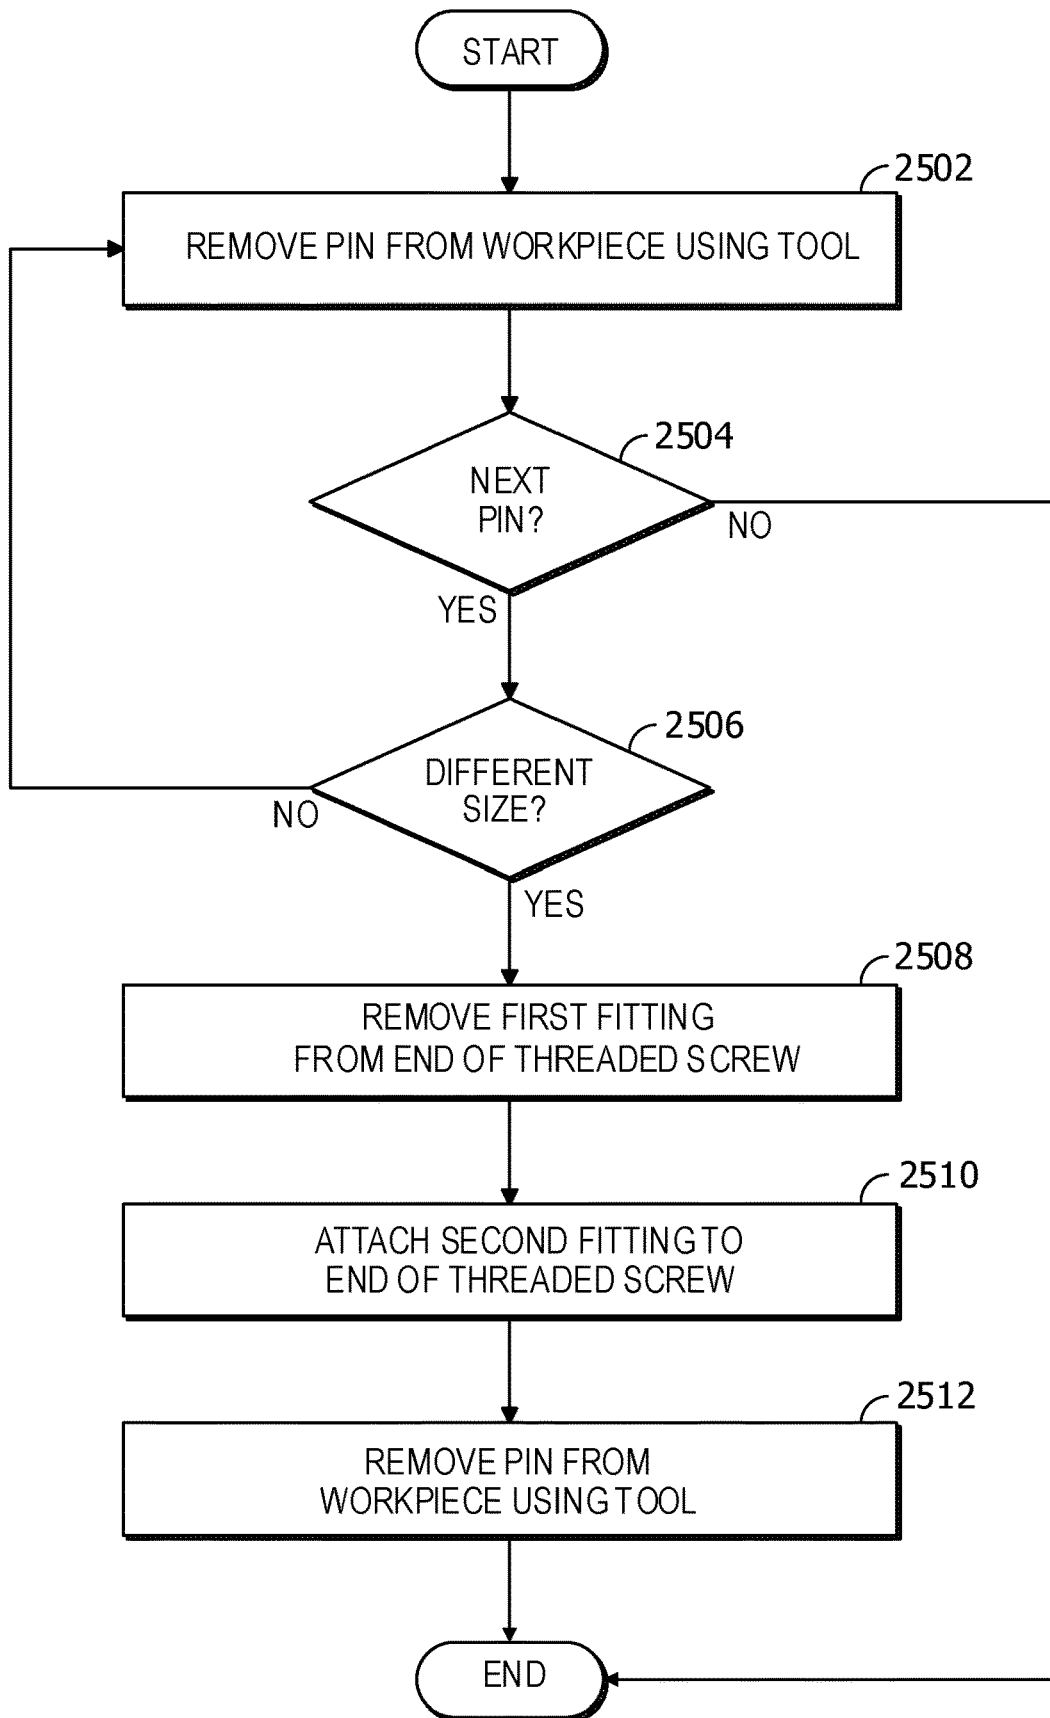 START
2502
REMOVE PIN FROM WORKPIECE USING TOOL
2504
NEXT
PIN?
NO
YES
2506
DIFFERENT
SIZE?
NO
YES
2508
REMOVE FIRST FITTING
FROM END OF THREADED SCREW
2510
ATTACH SECOND FITTING TO
END OF THREADED SCREW
2512
REMOVE PIN FROM
WORKPIECE USING TOOL
END